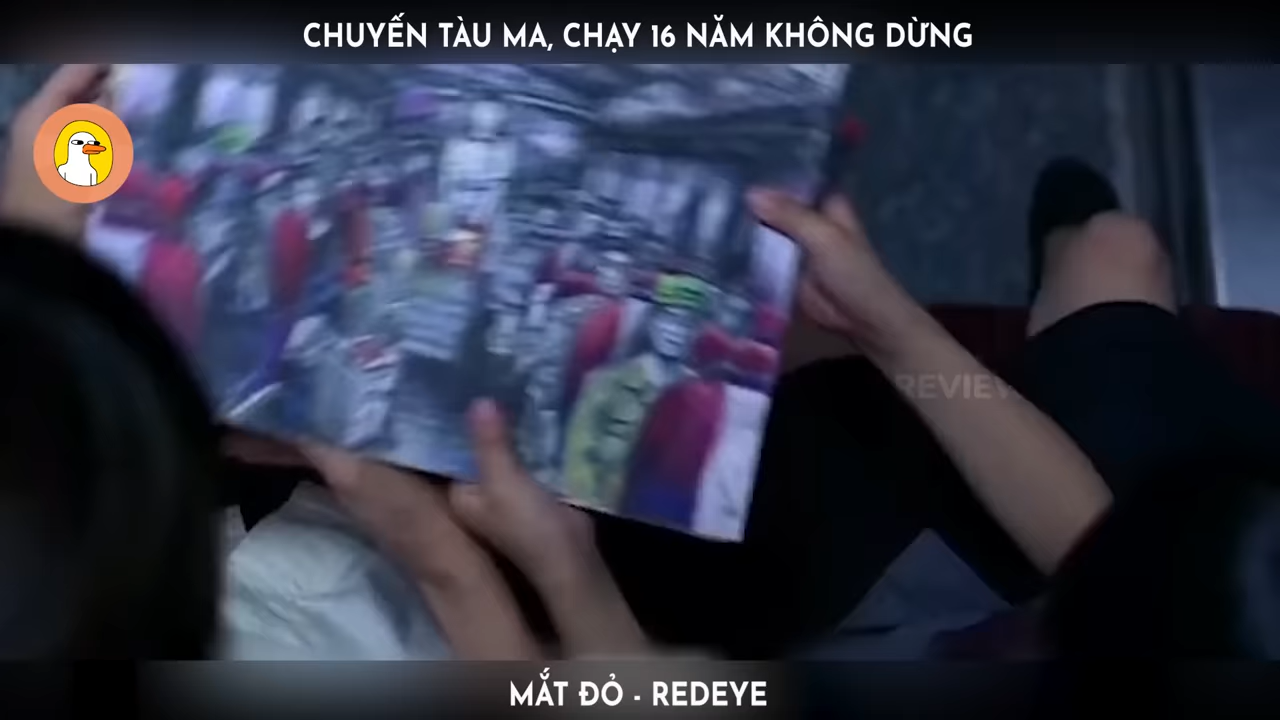 CHUYẾN TÀU MA, CHẠY 16 NĂM KHÔNG DỪNG
REVIEW
MẮT ĐỎ - REDEYE